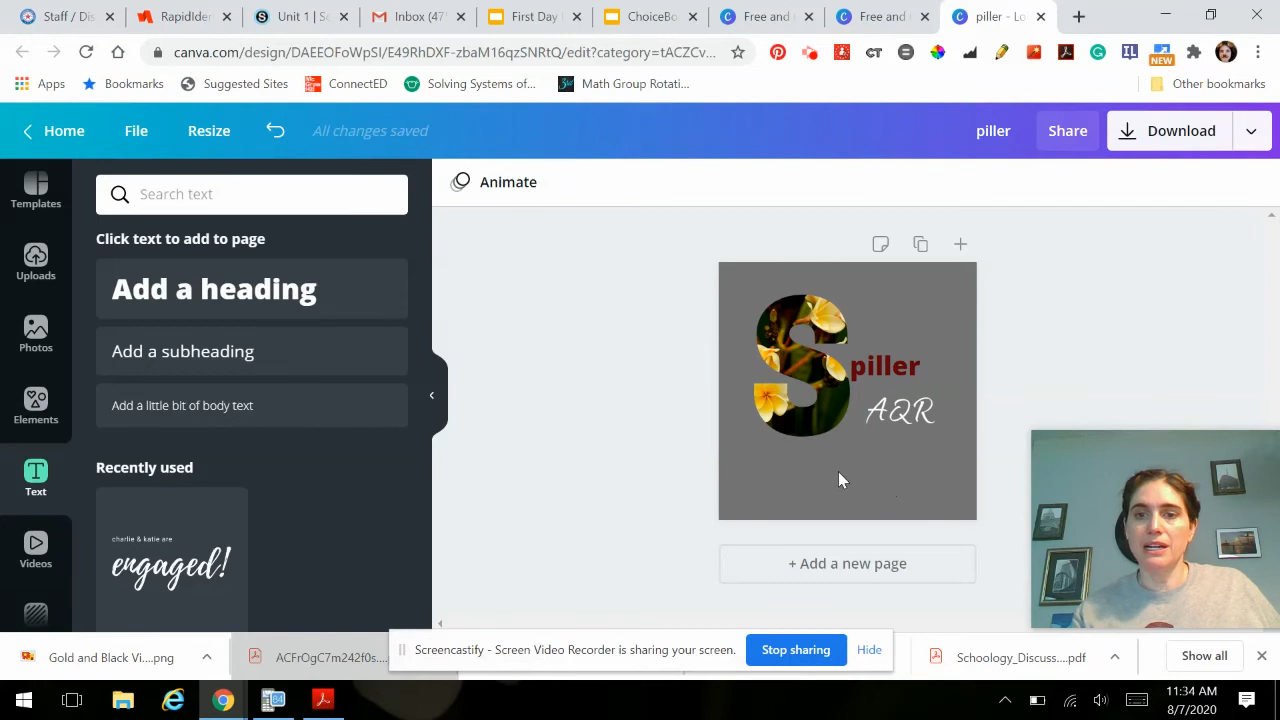 Staff / Dis
RapidIden
Unit 1 | Sc
Inbox (47
First Day
ChoiceBo
Free and
Free and
piller - Lo
canva.com/design/DAEEOFoWpSI/E49RhDXF-zbaM16qzSNRtQ/edit?category=tACZCv...
NEW
Apps
Bookmarks
Suggested Sites
ConnectED
Solving Systems of...
Math Group Rotati...
Other bookmarks
Home
File
Resize
All changes saved
piller
Share
Download
Templates
Uploads
Photos
Elements
Text
Videos
Search text
Click text to add to page
Add a heading
Add a subheading
Add a little bit of body text
Recently used
charlie & katie are
engaged!
Animate
Spiller
AQR
+ Add a new page
Gold and Black Vi....png
ACFrOgC7m242f0s....
Screencastify - Screen Video Recorder is sharing your screen.
Stop sharing
Hide
Schoology_Discuss....pdf
Show all
11:34 AM
8/7/2020